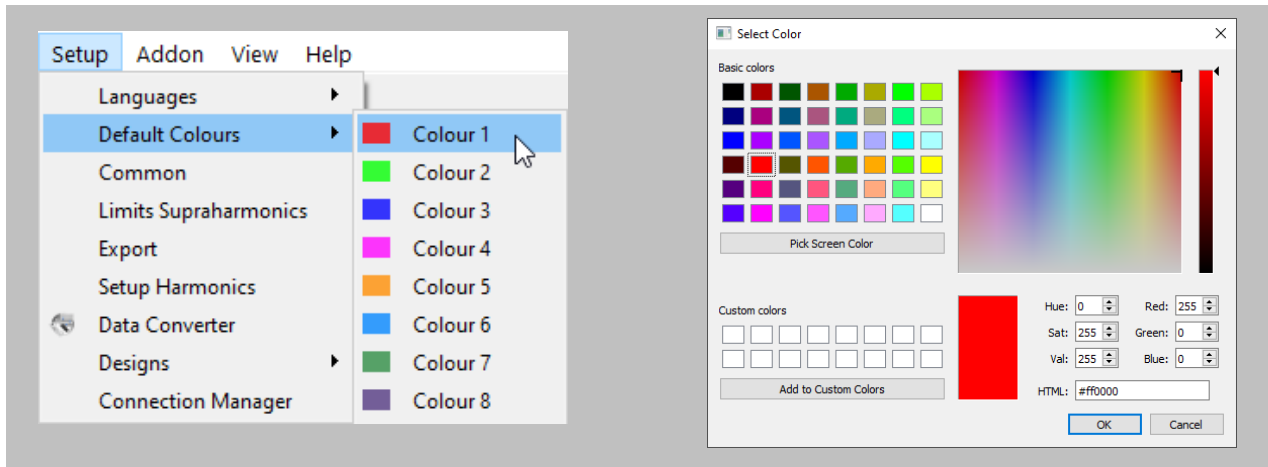 Setup Addon View Help
Languages
Default Colours
Common
Limits Supraharmonics
Export
Setup Harmonics
Data Converter
Designs
Connection Manager
Colour 1
Colour 2
Colour 3
Colour 4
Colour 5
Colour 6
Colour 7
Colour 8
Select Color
Basic colors
Pick Screen Color
Custom colors
Add to Custom Colors
Hue: 0 Red: 255
Sat: 255 Green: 0
Val: 255 Blue: 0
HTML: #ff0000
OK Cancel